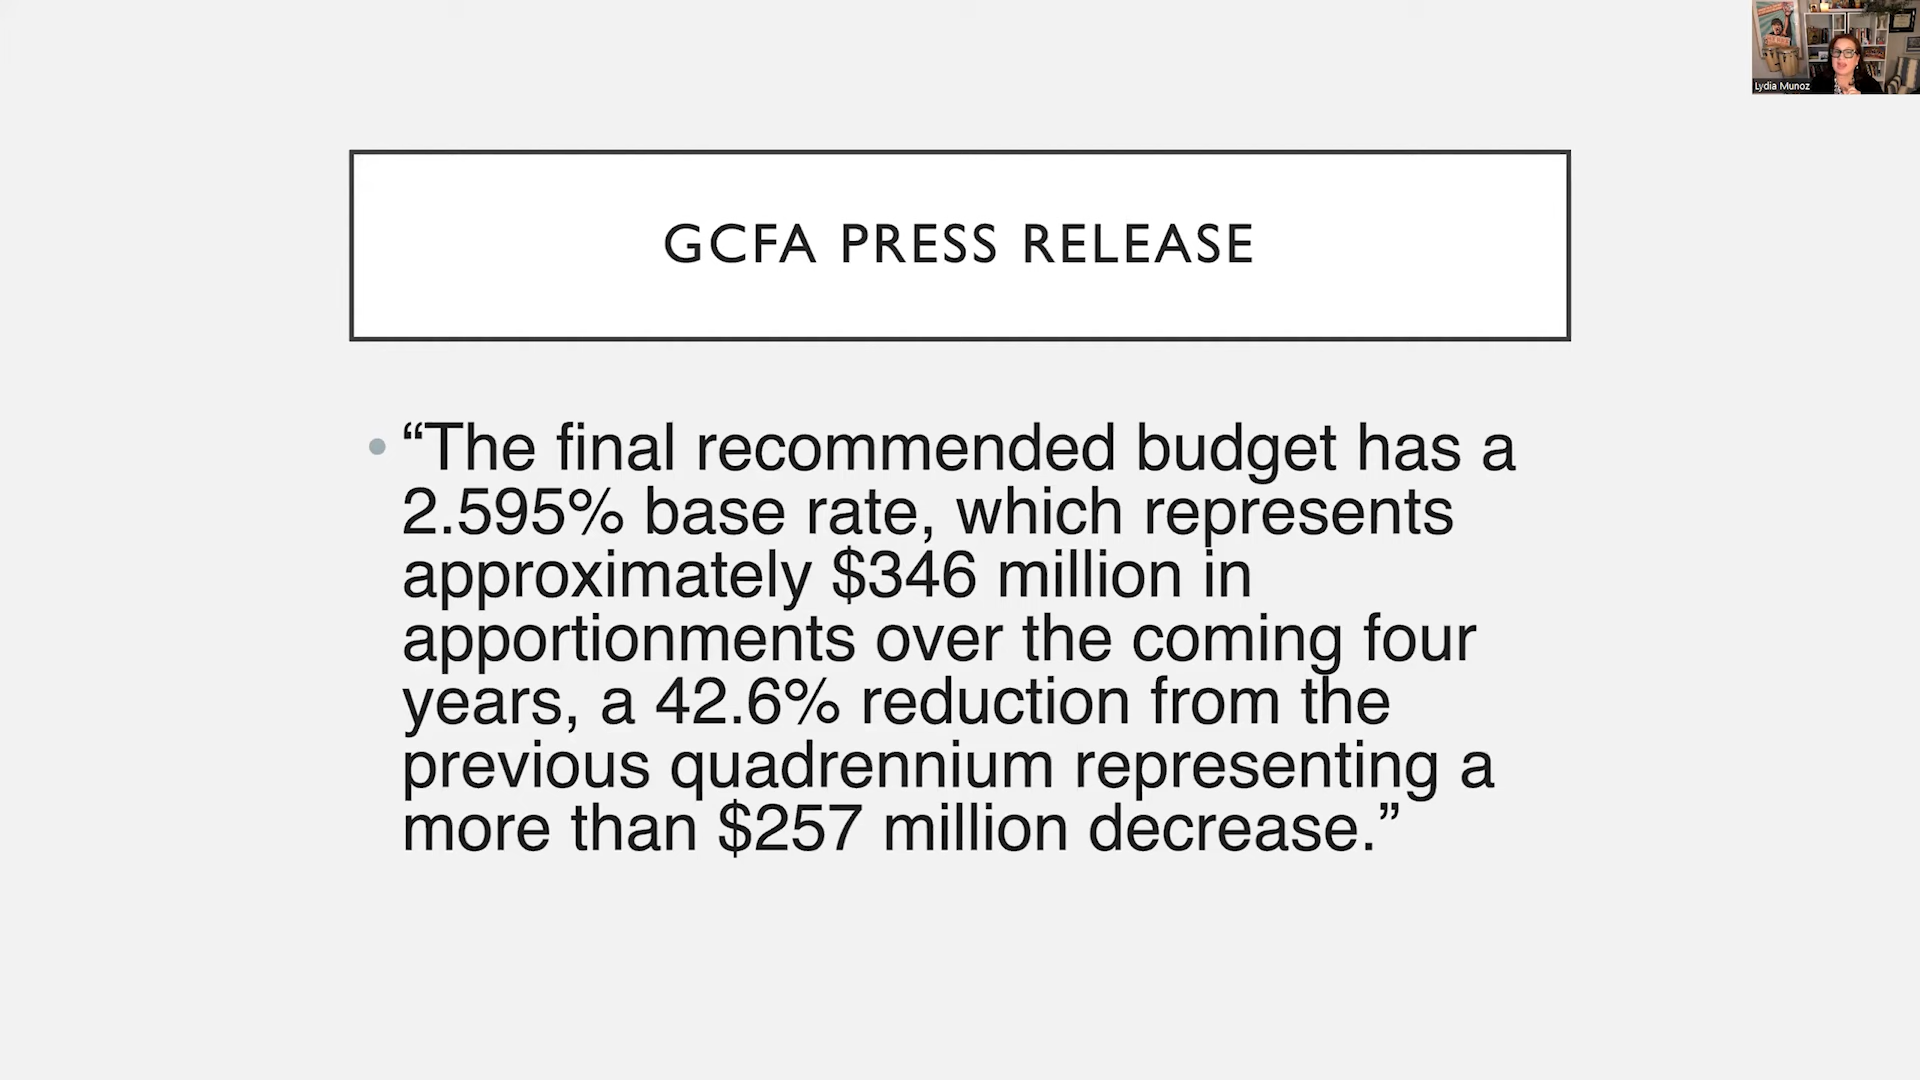 Lydia Munoz
GCFA PRESS RELEASE
• “The final recommended budget has a
2.595% base rate, which represents
approximately $346 million in
apportionments over the coming four
years, a 42.6% reduction from the
previous quadrennium representing a
more than $257 million decrease.”